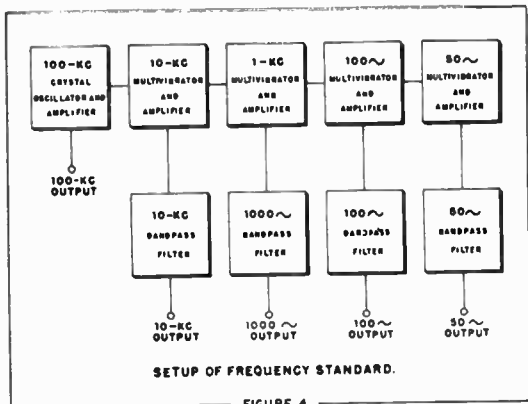 100-KC
CRYSTAL
OSCILLATOR AND
AMPLIFIER
10-KC
MULTIVIBRATOR
AND
AMPLIFIER
1-KC
MULTIVIBRATOR
AND
AMPLIFIER
100~
MULTIVIBRATOR
AND
AMPLIFIER
50~
MULTIVIBRATOR
AND
AMPLIFIER
100-KC
OUTPUT
10-KC
BANDPASS
FILTER
1000~
BANDPASS
FILTER
100~
BANDPASS
FILTER
60~
BANDPASS
FILTER
10-KC
OUTPUT
1000~
OUTPUT
100~
OUTPUT
50~
OUTPUT
SETUP OF FREQUENCY STANDARD.
FIGURE 4